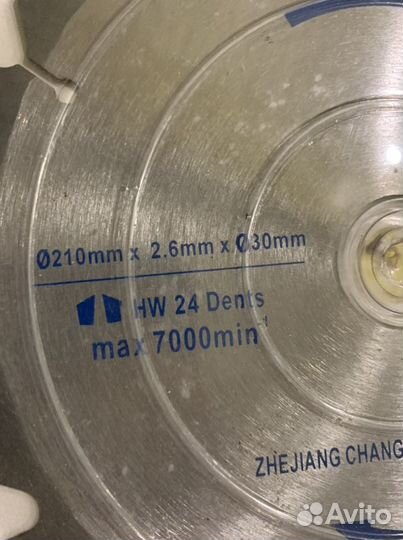 Ø210mm x 2.6mm x Ø30mm
HW 24 Dents
max 7000min⁻¹
ZHEJIANG CHANG
Avito